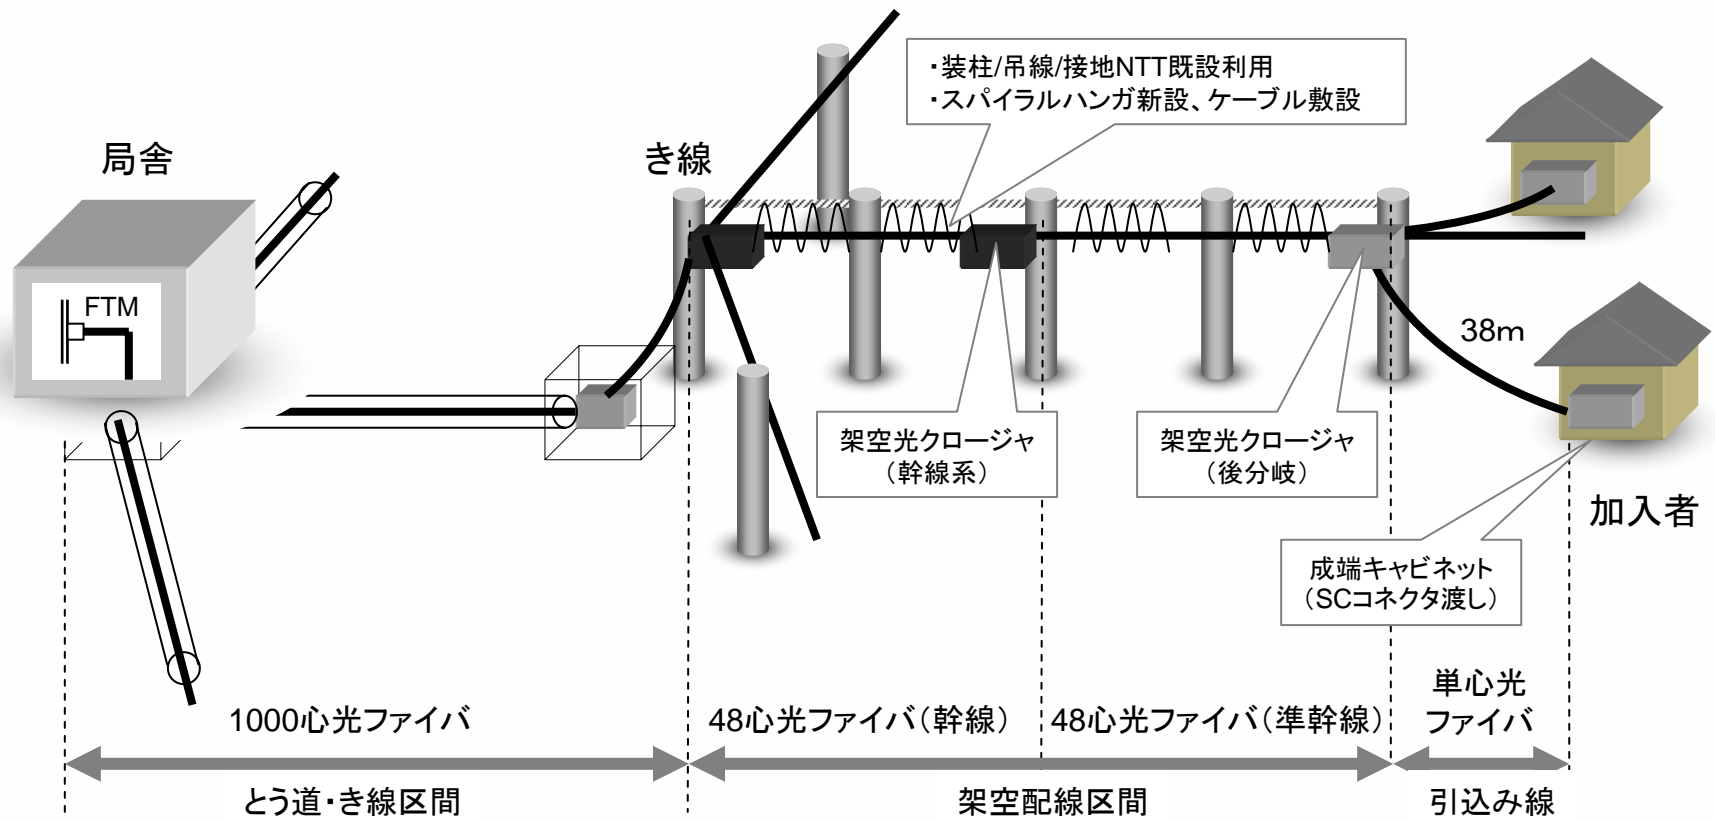 ・装柱/吊線/接地NTT既設利用
・スパイラルハンガ新設、ケーブル敷設
局舎
き線
FTM
38m
架空光クロージャ
（幹線系）
架空光クロージャ
（後分岐）
加入者
成端キャビネット
（SCコネクタ渡し）
1000心光ファイバ
48心光ファイバ（幹線）
48心光ファイバ（準幹線）
単心光
ファイバ
とう道・き線区間
架空配線区間
引込み線